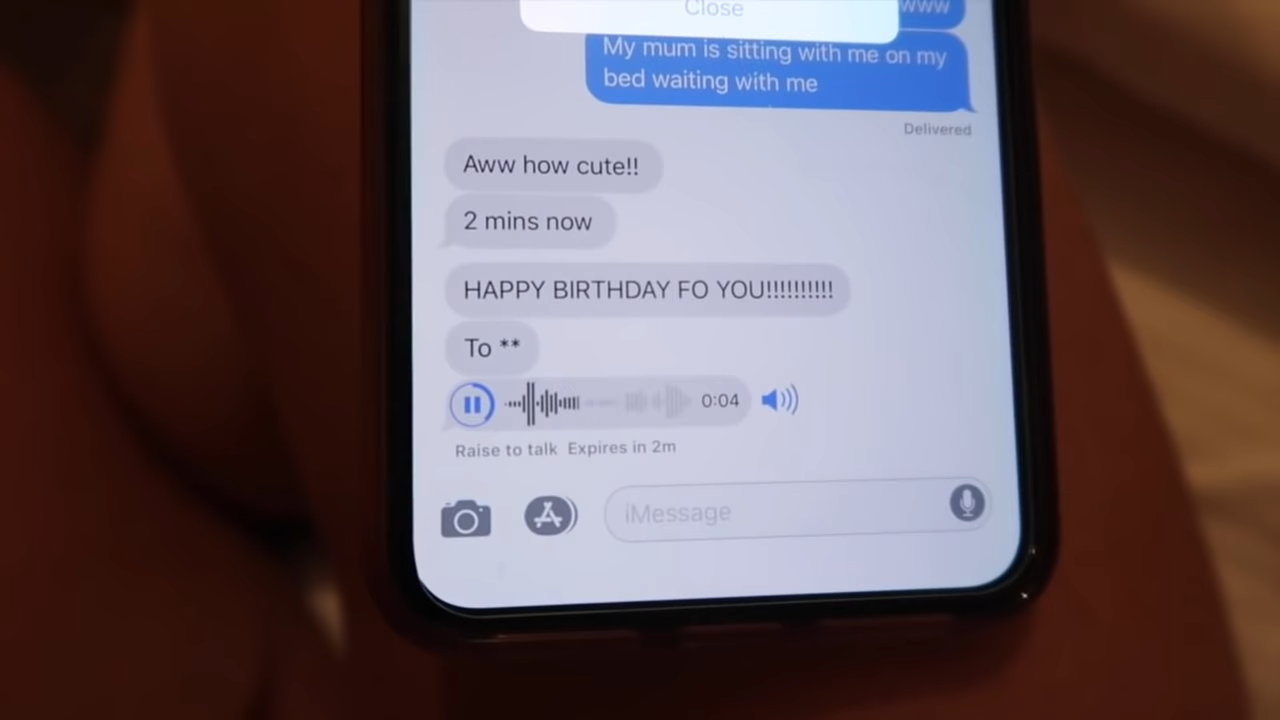 Close
www
My mum is sitting with me on my
bed waiting with me
Delivered
Aww how cute!!
2 mins now
HAPPY BIRTHDAY FO YOU!!!!!!!!!!
To **
0:04
Raise to talk Expires in 2m
iMessage